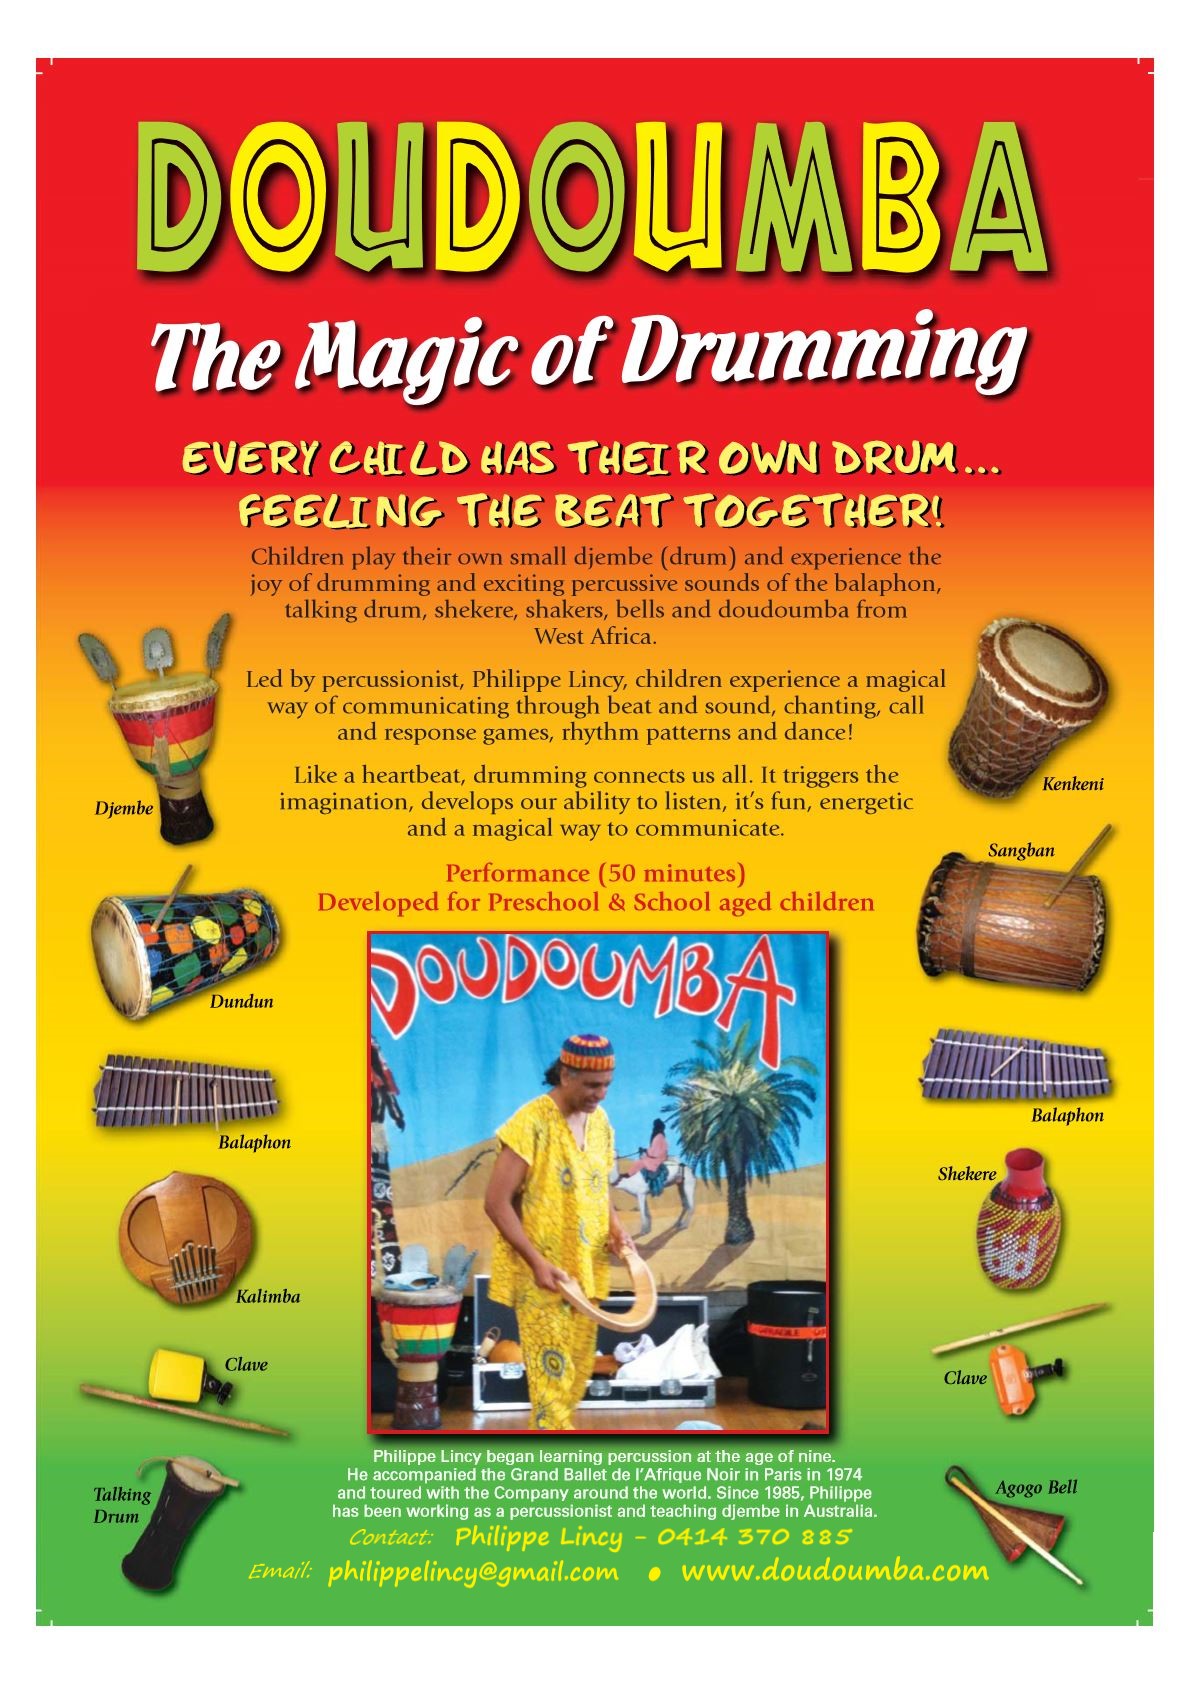 DOUDOUMBA
The Magic of Drumming
EVERY CHILD HAS THEIR OWN DRUM...
FEELING THE BEAT TOGETHER!
Children play their own small djembe (drum) and experience the
joy of drumming and exciting percussive sounds of the balaphon,
talking drum, shekere, shakers, bells and doudoumba from
West Africa.
Led by percussionist, Philippe Lincy, children experience a magical
way of communicating through beat and sound, chanting, call
and response games, rhythm patterns and dance!
Like a heartbeat, drumming connects us all. It triggers the
imagination, develops our ability to listen, it's fun, energetic
and a magical way to communicate.
Performance (50 minutes)
Developed for Preschool & School aged children
Djembe
Dundun
Balaphon
Kalimba
Clave
Talking
Drum
DOUDOUMBA
FRAGILE
Kenkeni
Sangban
Balaphon
Shekere
Clave
Agogo Bell
Philippe Lincy began learning percussion at the age of nine.
He accompanied the Grand Ballet de l'Afrique Noir in Paris in 1974
and toured with the Company around the world. Since 1985, Philippe
has been working as a percussionist and teaching djembe in Australia.
Contact: Philippe Lincy - 0414 370 885
Email: philippelincy@gmail.com • www.doudoumba.com